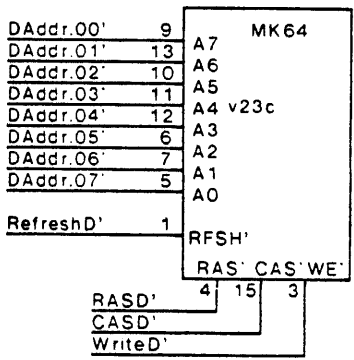 MK64
DAddr.00' 9 A7
DAddr.01' 13 A6
DAddr.02' 10 A5
DAddr.03' 11 A4 v23c
DAddr.04' 12 A3
DAddr.05' 6 A2
DAddr.06' 7 A1
DAddr.07' 5 A0
RefreshD' 1 RFSH'
RAS' CAS' WE'
4 15 3
RASD'
CASD'
WriteD'